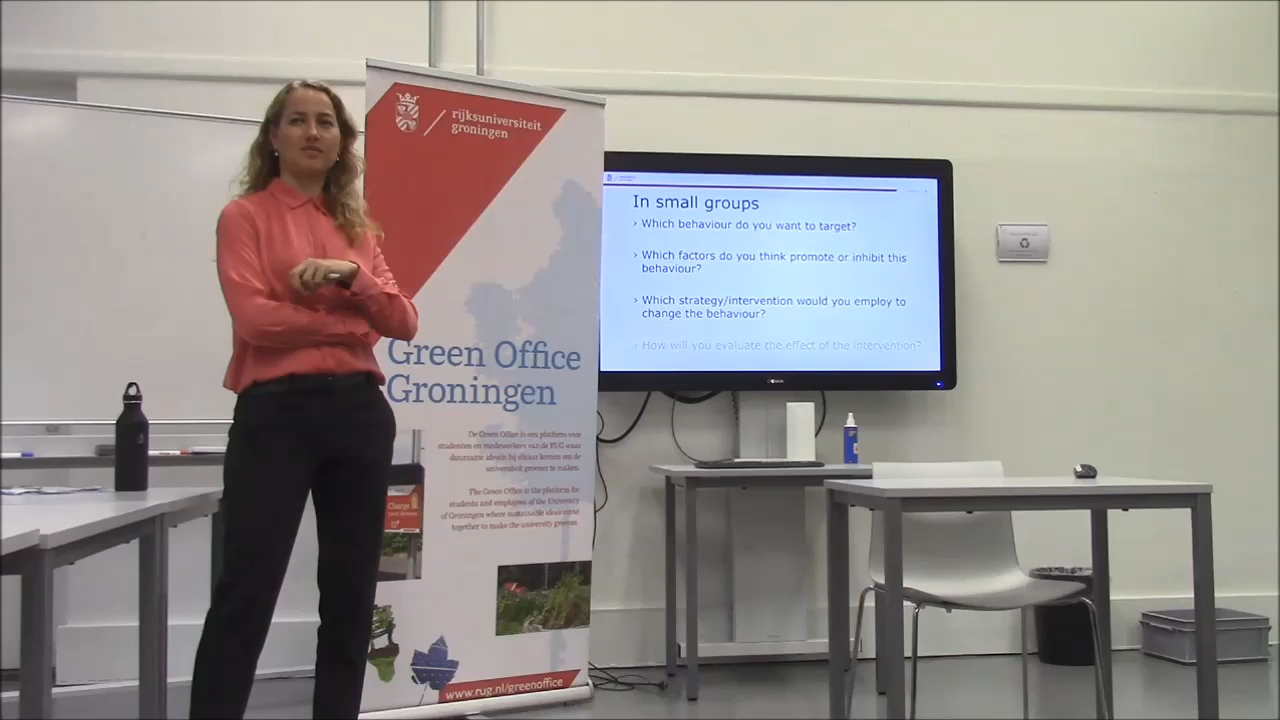 rijksuniversiteit
groningen
Green Office
Groningen
De Green Office is een platform voor
studenten en medewerkers van de RUG waar
duurzame ideeën bij elkaar komen om de
universiteit groener te maken.
The Green Office is the platform for
students and employees of the University
of Groningen where sustainable ideas come
together to make the university greener.
Charge
your devices
www.rug.nl/greenoffice
In small groups
› Which behaviour do you want to target?
› Which factors do you think promote or inhibit this
behaviour?
› Which strategy/intervention would you employ to
change the behaviour?
› How will you evaluate the effect of the intervention?